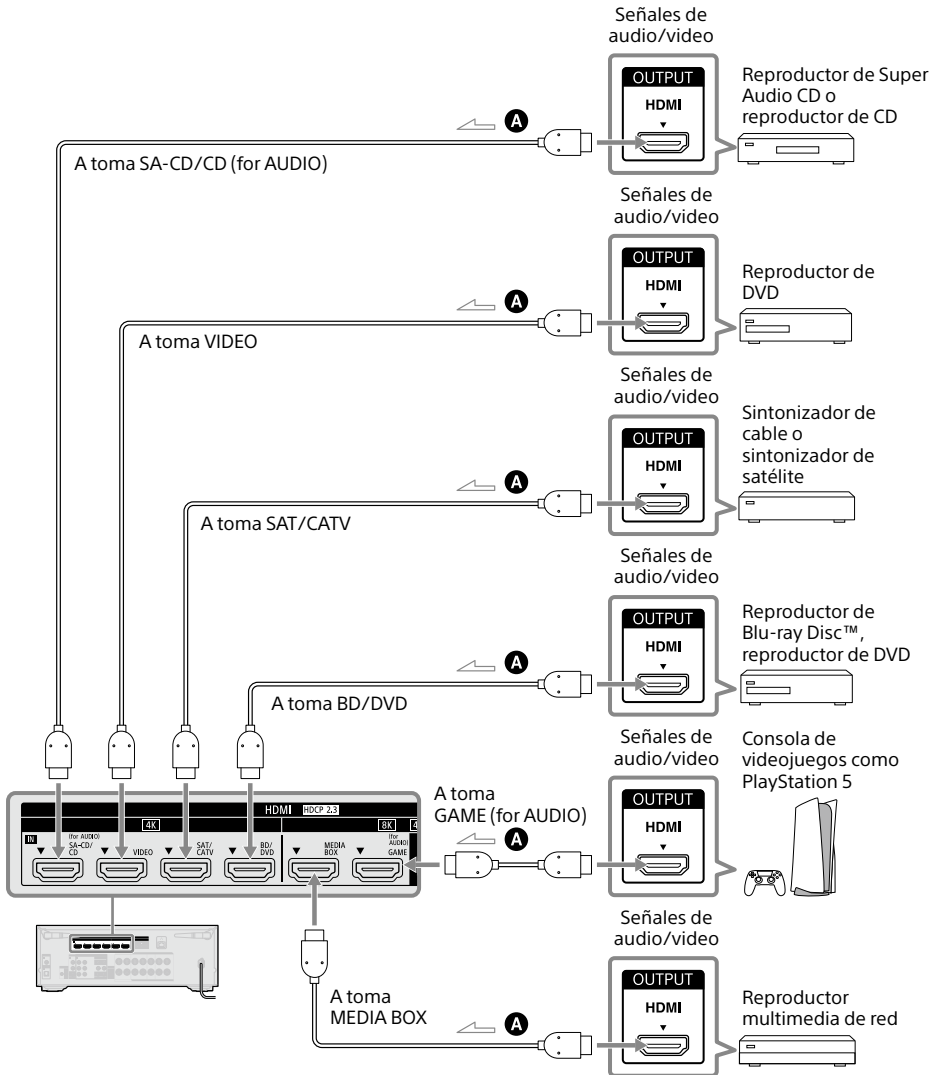 Señales de
audio/video
OUTPUT
HDMI
Reproductor de Super
Audio CD o
reproductor de CD
A
A toma SA-CD/CD (for AUDIO)
Señales de
audio/video
OUTPUT
HDMI
Reproductor de
DVD
A
A toma VIDEO
Señales de
audio/video
OUTPUT
HDMI
Sintonizador de
cable o
sintonizador de
satélite
A
A toma SAT/CATV
Señales de
audio/video
OUTPUT
HDMI
Reproductor de
Blu-ray Disc™,
reproductor de DVD
A
A toma BD/DVD
Señales de
audio/video
OUTPUT
HDMI
Consola de
videojuegos como
PlayStation 5
A toma
GAME (for AUDIO)
A
HDMI HDCP 2.3
4K
8K
4
IN
(for AUDIO)
SA-CD/
CD
VIDEO
SAT/
CATV
BD/
DVD
MEDIA
BOX
(for
AUDIO)
GAME
Señales de
audio/video
OUTPUT
HDMI
Reproductor
multimedia de red
A toma
MEDIA BOX
A